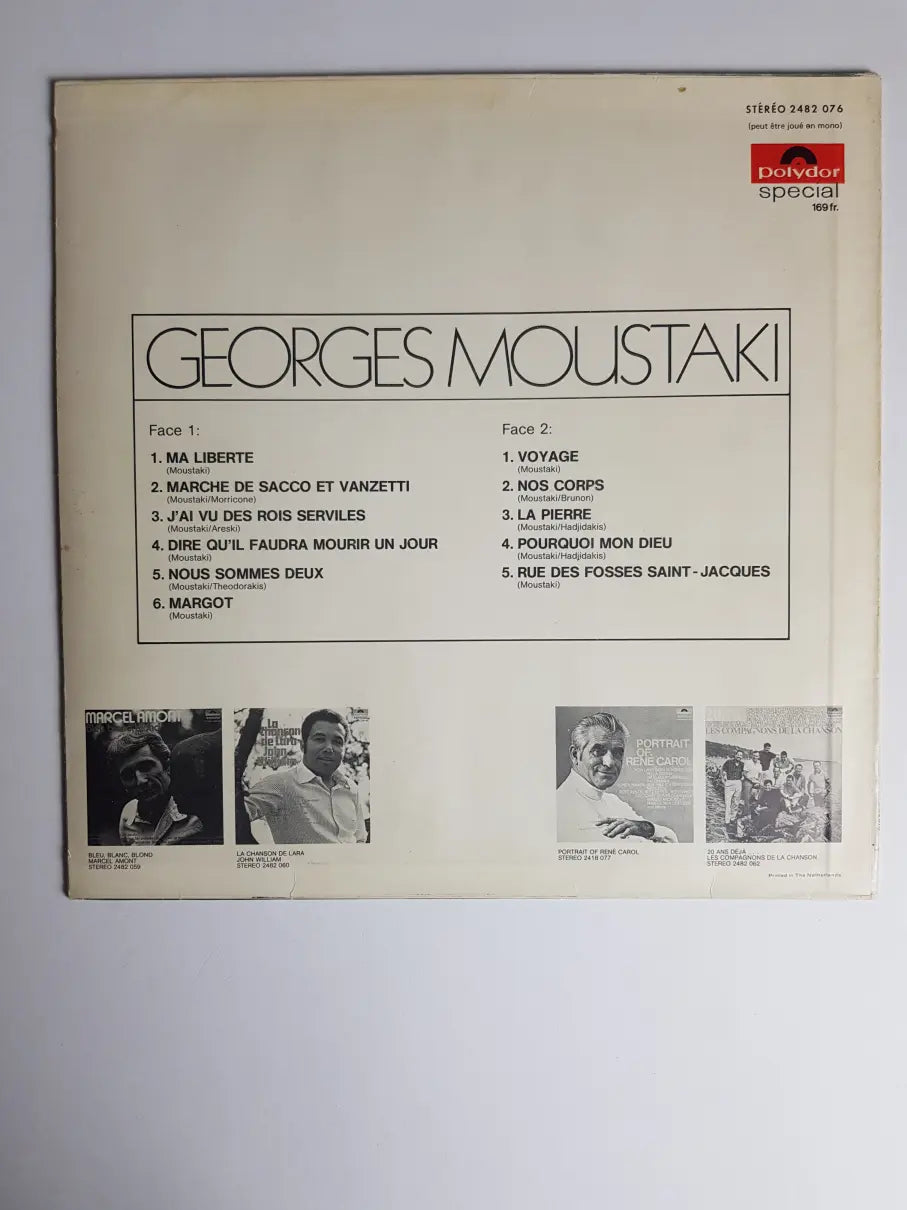 STÉRÉO 2482 076
(peut être joué en mono)
polydor
special
169 fr.
GEORGES MOUSTAKI
Face 1:
1. MA LIBERTE
(Moustaki)
2. MARCHE DE SACCO ET VANZETTI
(Moustaki/Morricone)
3. J'AI VU DES ROIS SERVILES
(Moustaki/Areski)
4. DIRE QU'IL FAUDRA MOURIR UN JOUR
(Moustaki)
5. NOUS SOMMES DEUX
(Moustaki/Theodorakis)
6. MARGOT
(Moustaki)
Face 2:
1. VOYAGE
(Moustaki)
2. NOS CORPS
(Moustaki/Brunon)
3. LA PIERRE
(Moustaki/Hadjidakis)
4. POURQUOI MON DIEU
(Moustaki/Hadjidakis)
5. RUE DES FOSSES SAINT-JACQUES
(Moustaki)
MARCEL AMONT
BLEU, BLANC, BLOND
MARCEL AMONT
STEREO 2482 059
La
chanson
de Lara
John
William
LA CHANSON DE LARA
JOHN WILLIAM
STEREO 2482 060
PORTRAIT
OF
RENE CAROL
PORTRAIT OF RENÉ CAROL
STEREO 2418 077
LES COMPAGNONS DE LA CHANSON
20 ANS DÉJÀ
LES COMPAGNONS DE LA CHANSON
STEREO 2482 062
Printed in The Netherlands